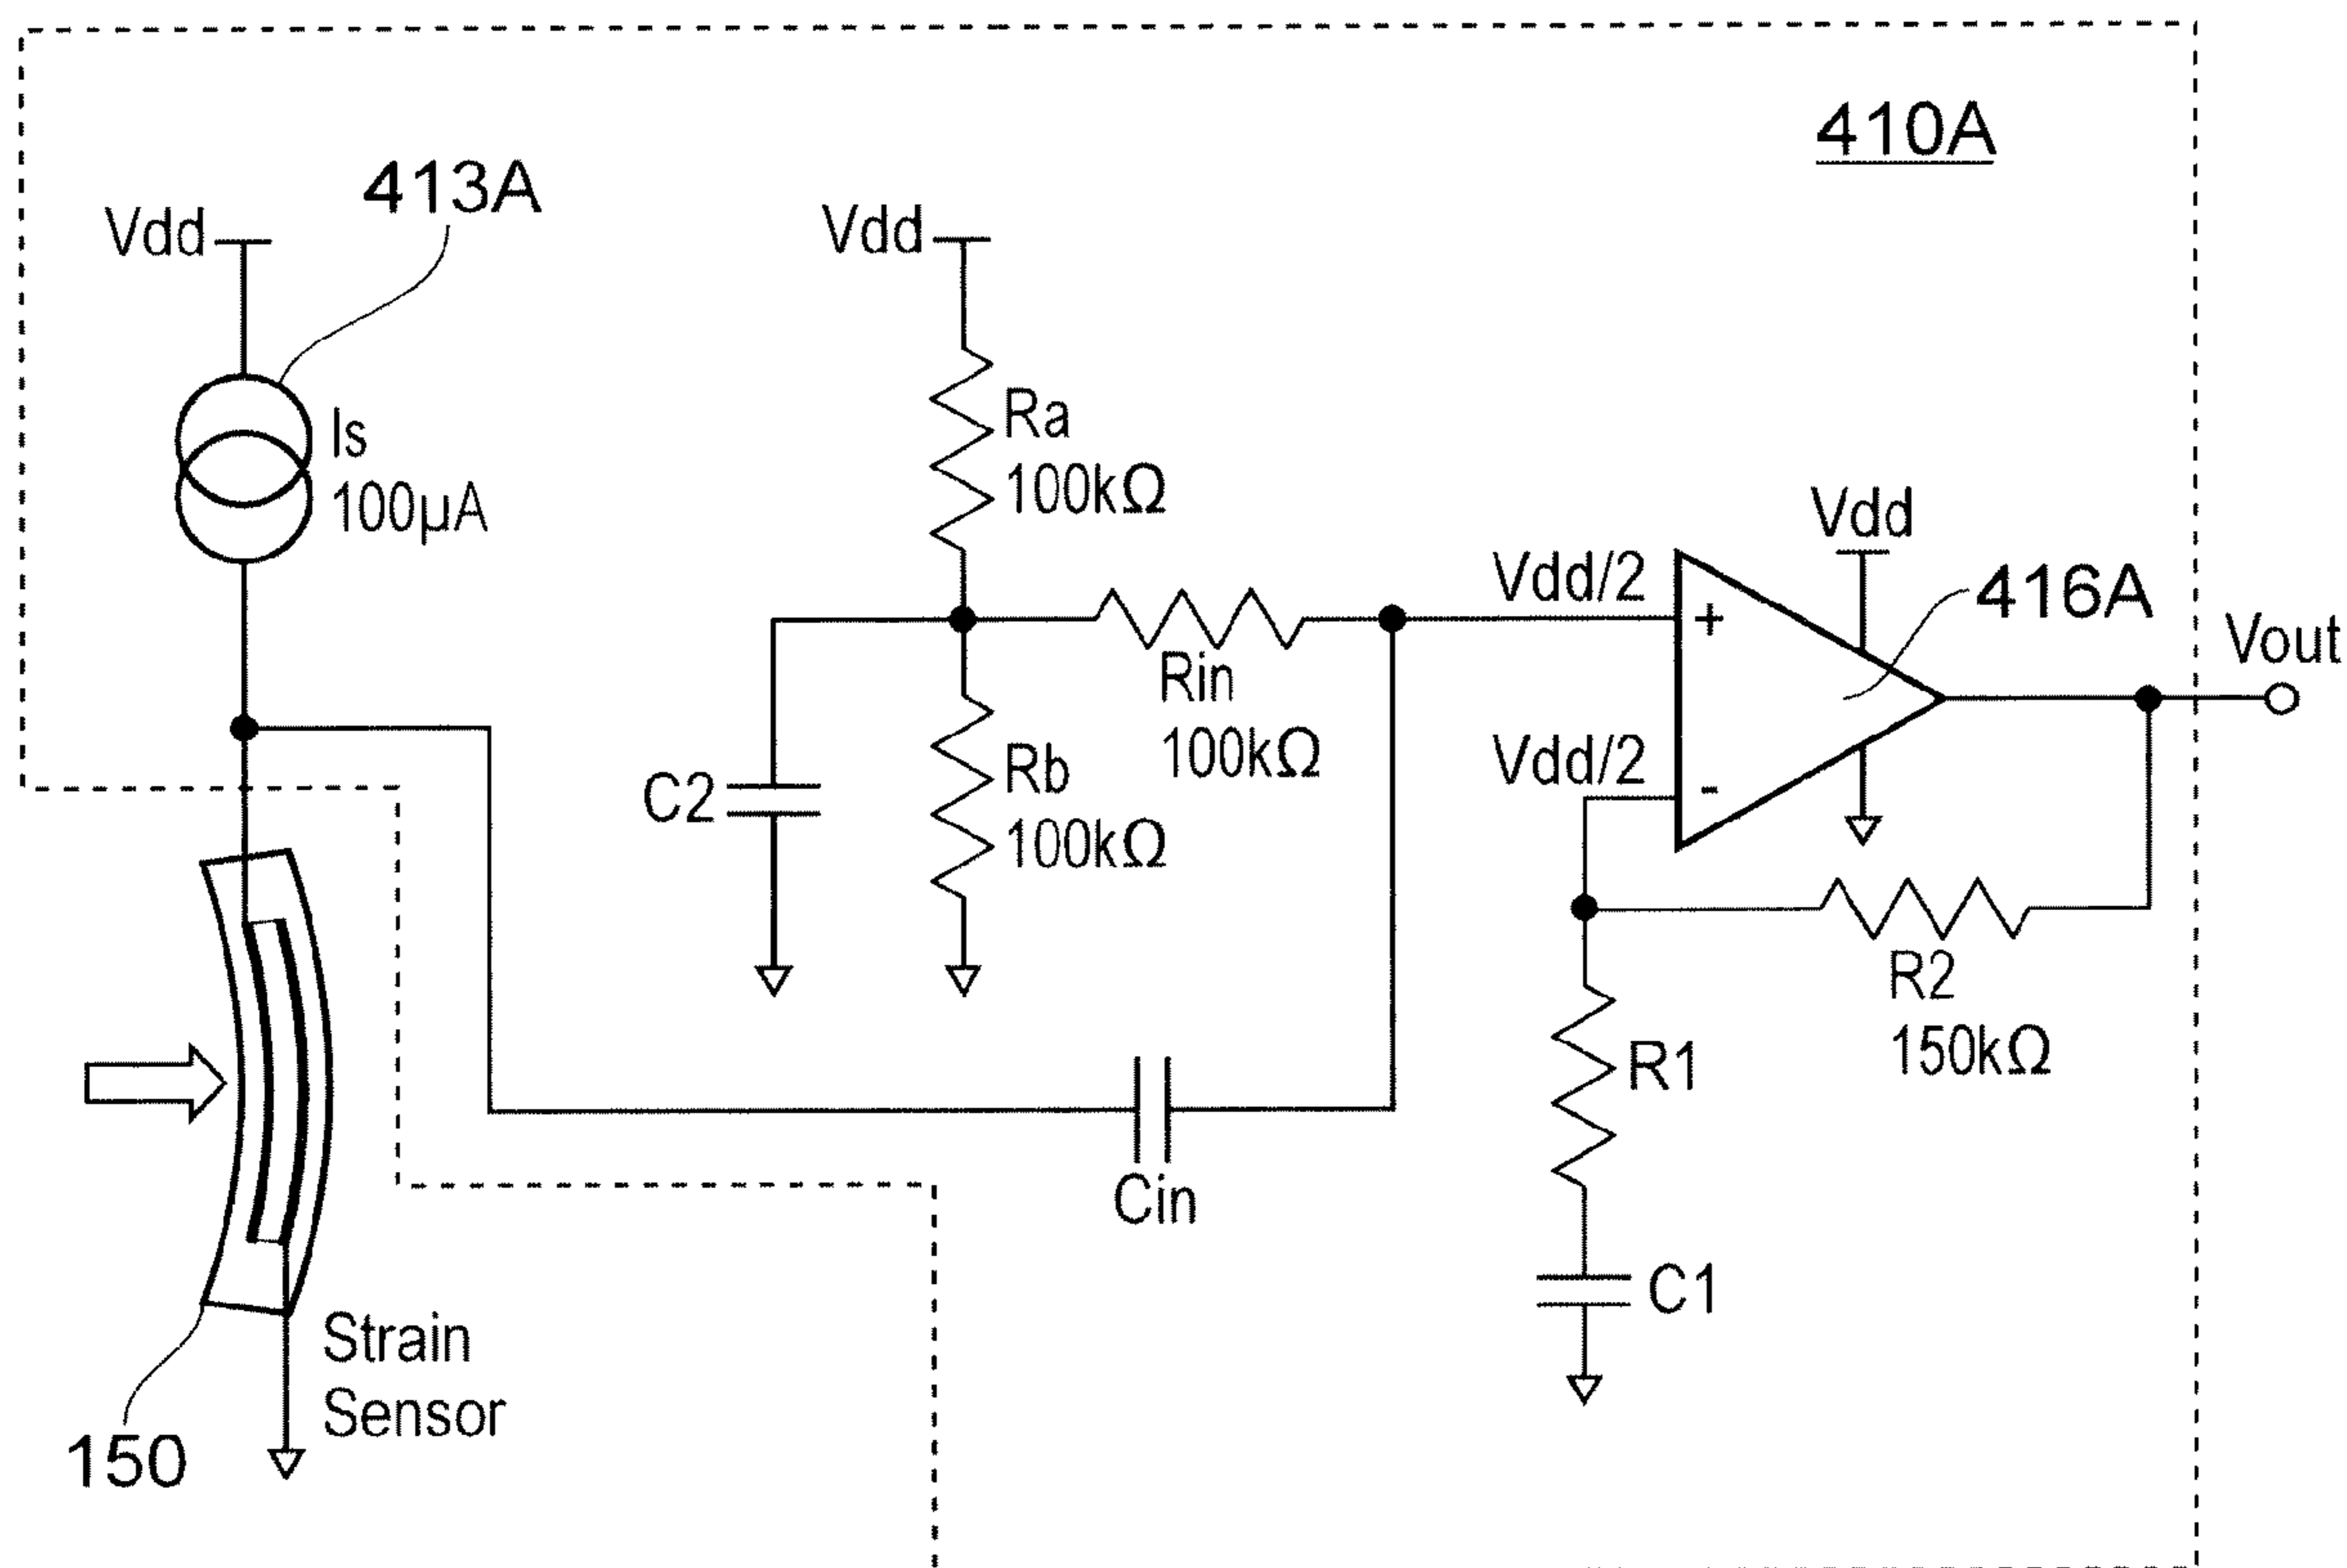 410A
413A
Vdd
Vdd
Is
100µA
Ra
100kΩ
Vdd
Vdd/2
+
416A
Vout
Rin
100kΩ
Vdd/2
-
C2
Rb
100kΩ
R2
150kΩ
R1
Cin
C1
Strain
Sensor
150